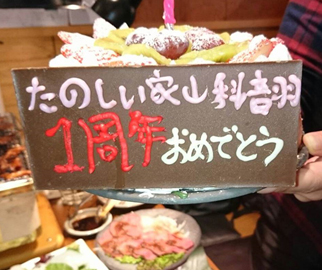 たのしい家山科音羽
1周年おめでとう